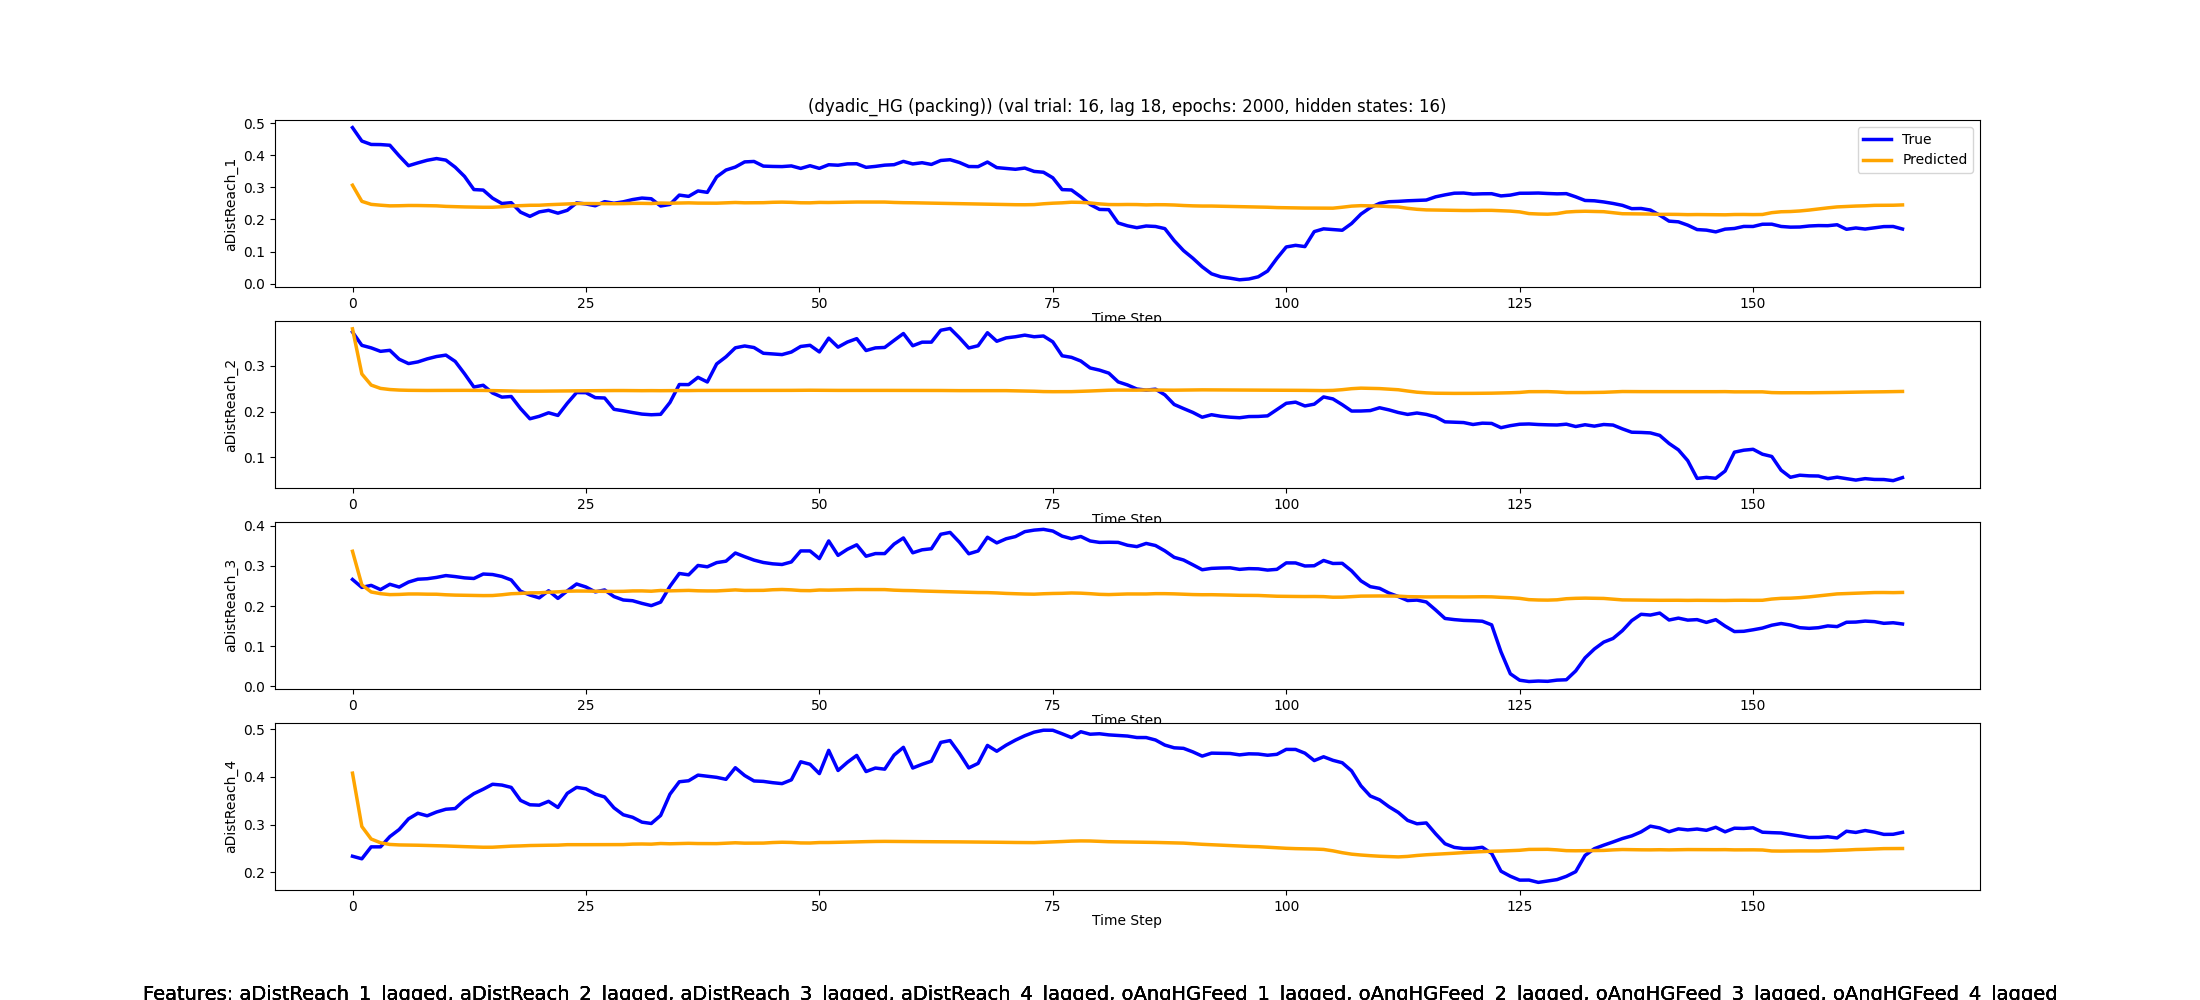 (dyadic_HG (packing)) (val trial: 16, lag 18, epochs: 2000, hidden states: 16)
0.5
0.4
0.3
0.2
0.1
0.0
aDistReach_1
True
Predicted
0 25 50 75 100 125 150
Time Step
0.3
0.2
0.1
aDistReach_2
0 25 50 75 100 125 150
Time Step
0.4
0.3
0.2
0.1
0.0
aDistReach_3
0 25 50 75 100 125 150
Time Step
0.5
0.4
0.3
0.2
aDistReach_4
0 25 50 75 100 125 150
Time Step
Features: aDistReach_1_lagged, aDistReach_2_lagged, aDistReach_3_lagged, aDistReach_4_lagged, oAngHGFeed_1_lagged, oAngHGFeed_2_lagged, oAngHGFeed_3_lagged, oAngHGFeed_4_lagged